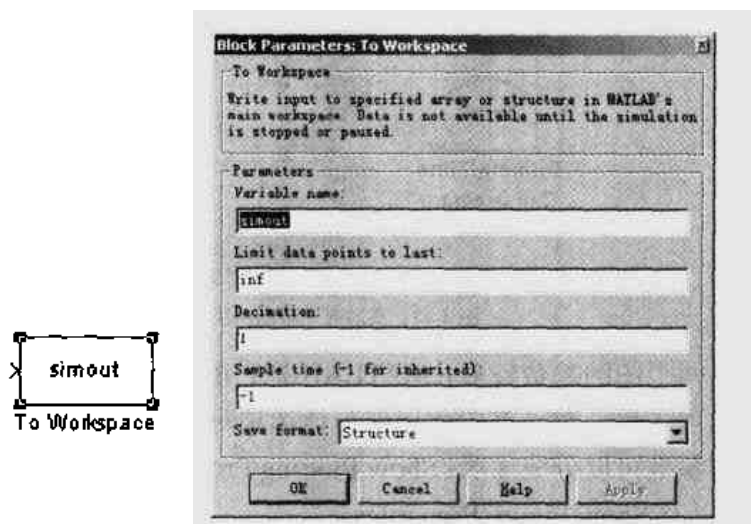 Block Parameters: To Workspace
To Workspace
Write input to specified array or structure in MATLAB's
main workspace. Data is not available until the simulation
is stopped or paused.
Parameters
Variable name:
simout
Limit data points to last:
inf
Decimation:
1
Sample time (-1 for inherited):
-1
Save format: Structure
OK Cancel Help Apply
simout
To Workspace